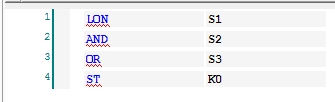 1 LON S1
2 AND S2
3 OR S3
4 ST K0